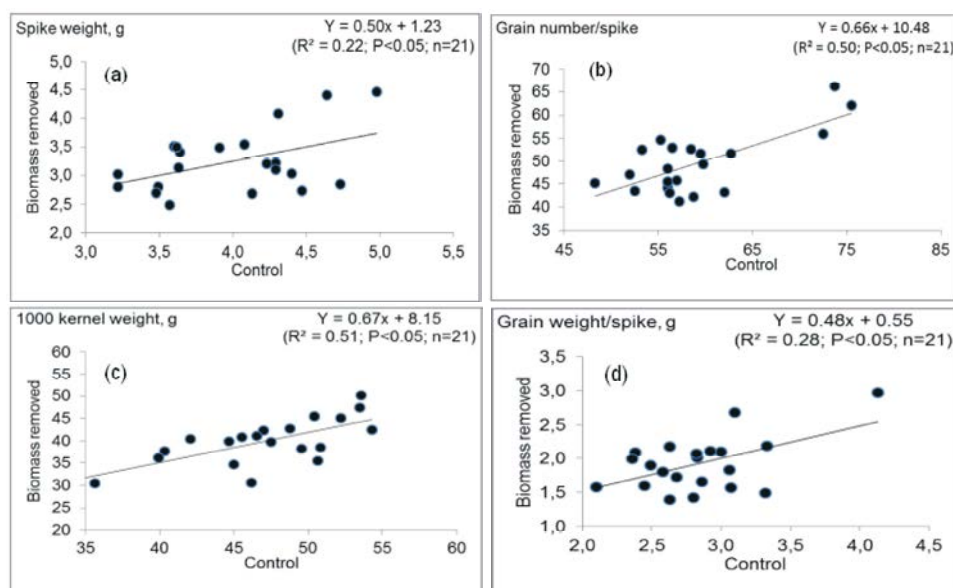 Spike weight, g
Y = 0.50x + 1.23
(R² = 0.22; P<0.05; n=21)
(a)
Biomass removed
5,0
4,5
4,0
3,5
3,0
2,5
2,0
3,0 3,5 4,0 4,5 5,0 5,5
Control
Grain number/spike
Y = 0.66x + 10.48
(R² = 0.50; P<0.05; n=21)
(b)
Biomass removed
70
65
60
55
50
45
40
35
45 55 65 75 85
Control
1000 kernel weight, g
Y = 0.67x + 8.15
(R² = 0.51; P<0.05; n=21)
(c)
Biomass removed
60
55
50
45
40
35
30
25
20
35 40 45 50 55 60
Control
Grain weight/spike, g
Y = 0.48x + 0.55
(R² = 0.28; P<0.05; n=21)
(d)
Biomass removed
3,5
3,0
2,5
2,0
1,5
1,0
2,0 2,5 3,0 3,5 4,0 4,5
Control